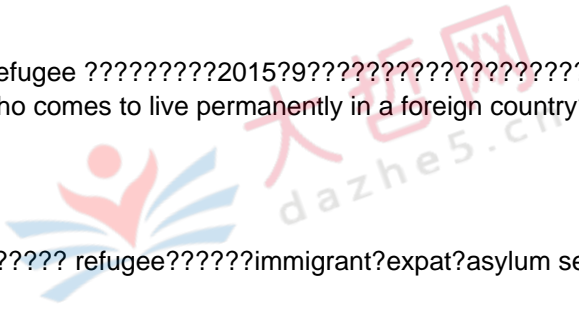 efugee ?????????2015?9???????????????????
ho comes to live permanently in a foreign country
大哲网
dazhe5.cn
????? refugee??????immigrant?expat?asylum se